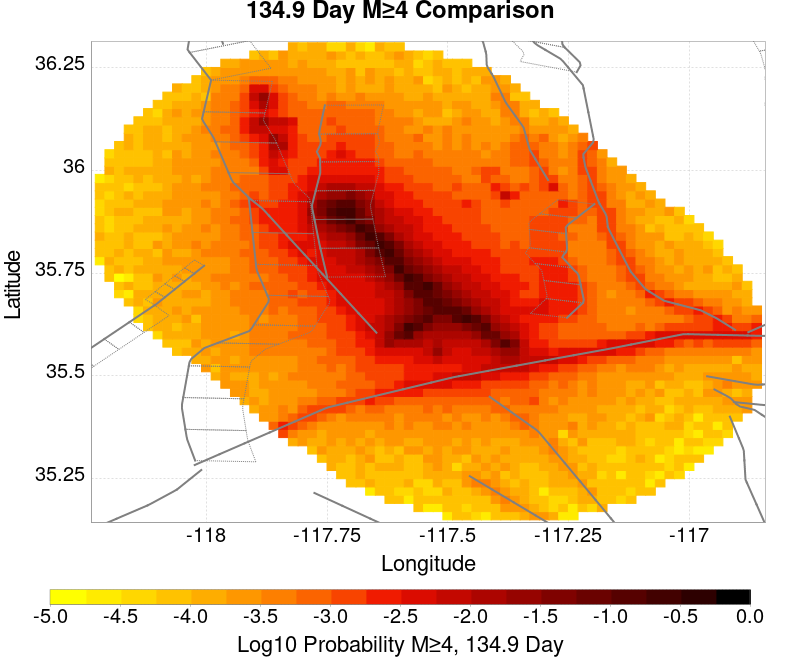 134.9 Day M≥4 Comparison
36.25
36
35.75
35.5
35.25
Latitude
-118 -117.75 -117.5 -117.25 -117
Longitude
-5.0 -4.5 -4.0 -3.5 -3.0 -2.5 -2.0 -1.5 -1.0 -0.5 0.0
Log10 Probability M≥4, 134.9 Day